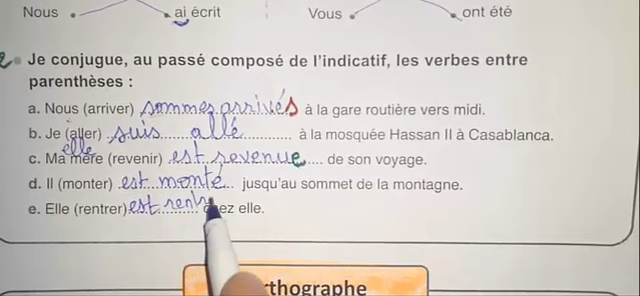 Nous ai écrit Vous ont été
Je conjugue, au passé composé de l'indicatif, les verbes entre
parenthèses :
a. Nous (arriver) sommes arrivés à la gare routière vers midi.
b. Je (aller) suis allé à la mosquée Hassan II à Casablanca.
elle
c. Ma mère (revenir) est revenue de son voyage.
d. Il (monter) est monté jusqu'au sommet de la montagne.
e. Elle (rentrer) est rent ez elle.
thographe